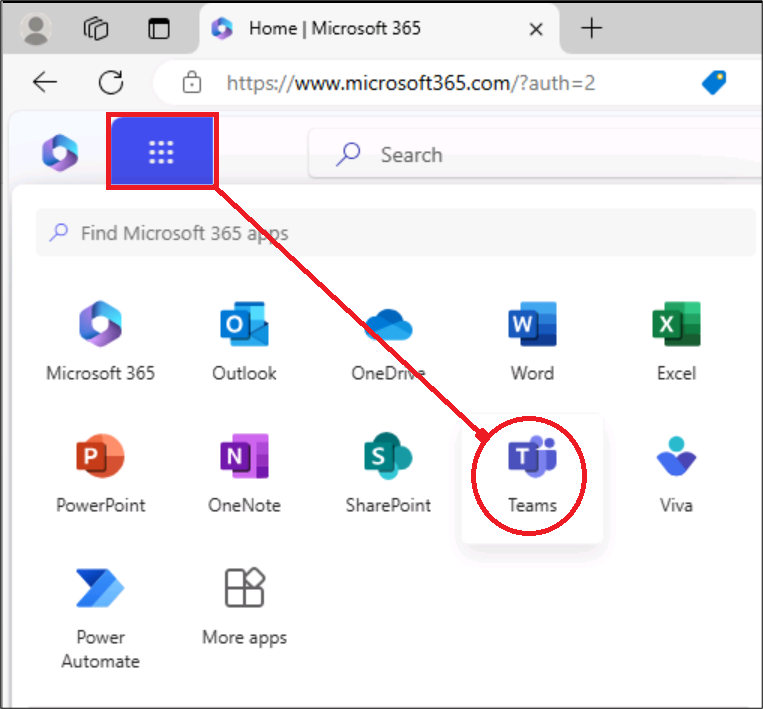 Home | Microsoft 365
https://www.microsoft365.com/?auth=2
Search
Find Microsoft 365 apps
Microsoft 365
Outlook
OneDrive
Word
Excel
PowerPoint
OneNote
SharePoint
Teams
Viva
Power
Automate
More apps